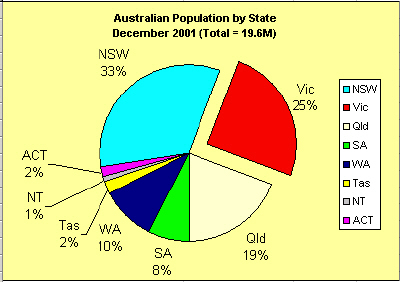 Australian Population by State
December 2001 (Total = 19.6M)
NSW
33%
Vic
25%
Qld
19%
SA
8%
WA
10%
Tas
2%
NT
1%
ACT
2%
NSW
Vic
Qld
SA
WA
Tas
NT
ACT